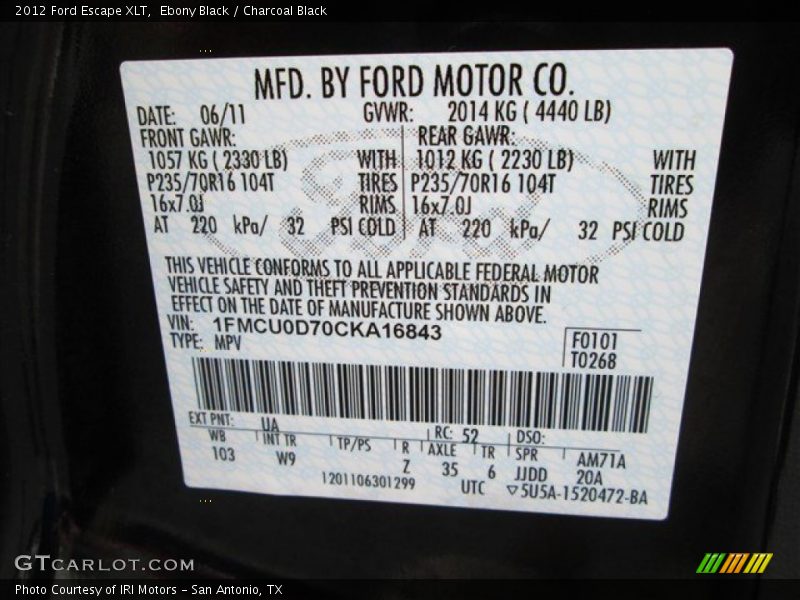 2012 Ford Escape XLT,  Ebony Black / Charcoal Black
MFD. BY FORD MOTOR CO.
DATE: 06/11 GVWR: 2014 KG ( 4440 LB)
FRONT GAWR: REAR GAWR:
1057 KG ( 2330 LB) WITH 1012 KG ( 2230 LB) WITH
P235/70R16 104T TIRES P235/70R16 104T TIRES
16x7.0J RIMS 16x7.0J RIMS
AT 220 kPa/ 32 PSI COLD AT 220 kPa/ 32 PSI COLD
THIS VEHICLE CONFORMS TO ALL APPLICABLE FEDERAL MOTOR
VEHICLE SAFETY AND THEFT PREVENTION STANDARDS IN
EFFECT ON THE DATE OF MANUFACTURE SHOWN ABOVE.
VIN: 1FMCU0D70CKA16843
TYPE: MPV
F0101
T0268
EXT PNT: UA RC: 52 DSO:
WB INT TR TP/PS R AXLE TR SPR AM71A
103 W9 Z 35 6 JJDD 20A
1201106301299 UTC ▽5U5A-1520472-BA
GTCARLOT.COM
Photo Courtesy of IRI Motors – San Antonio, TX